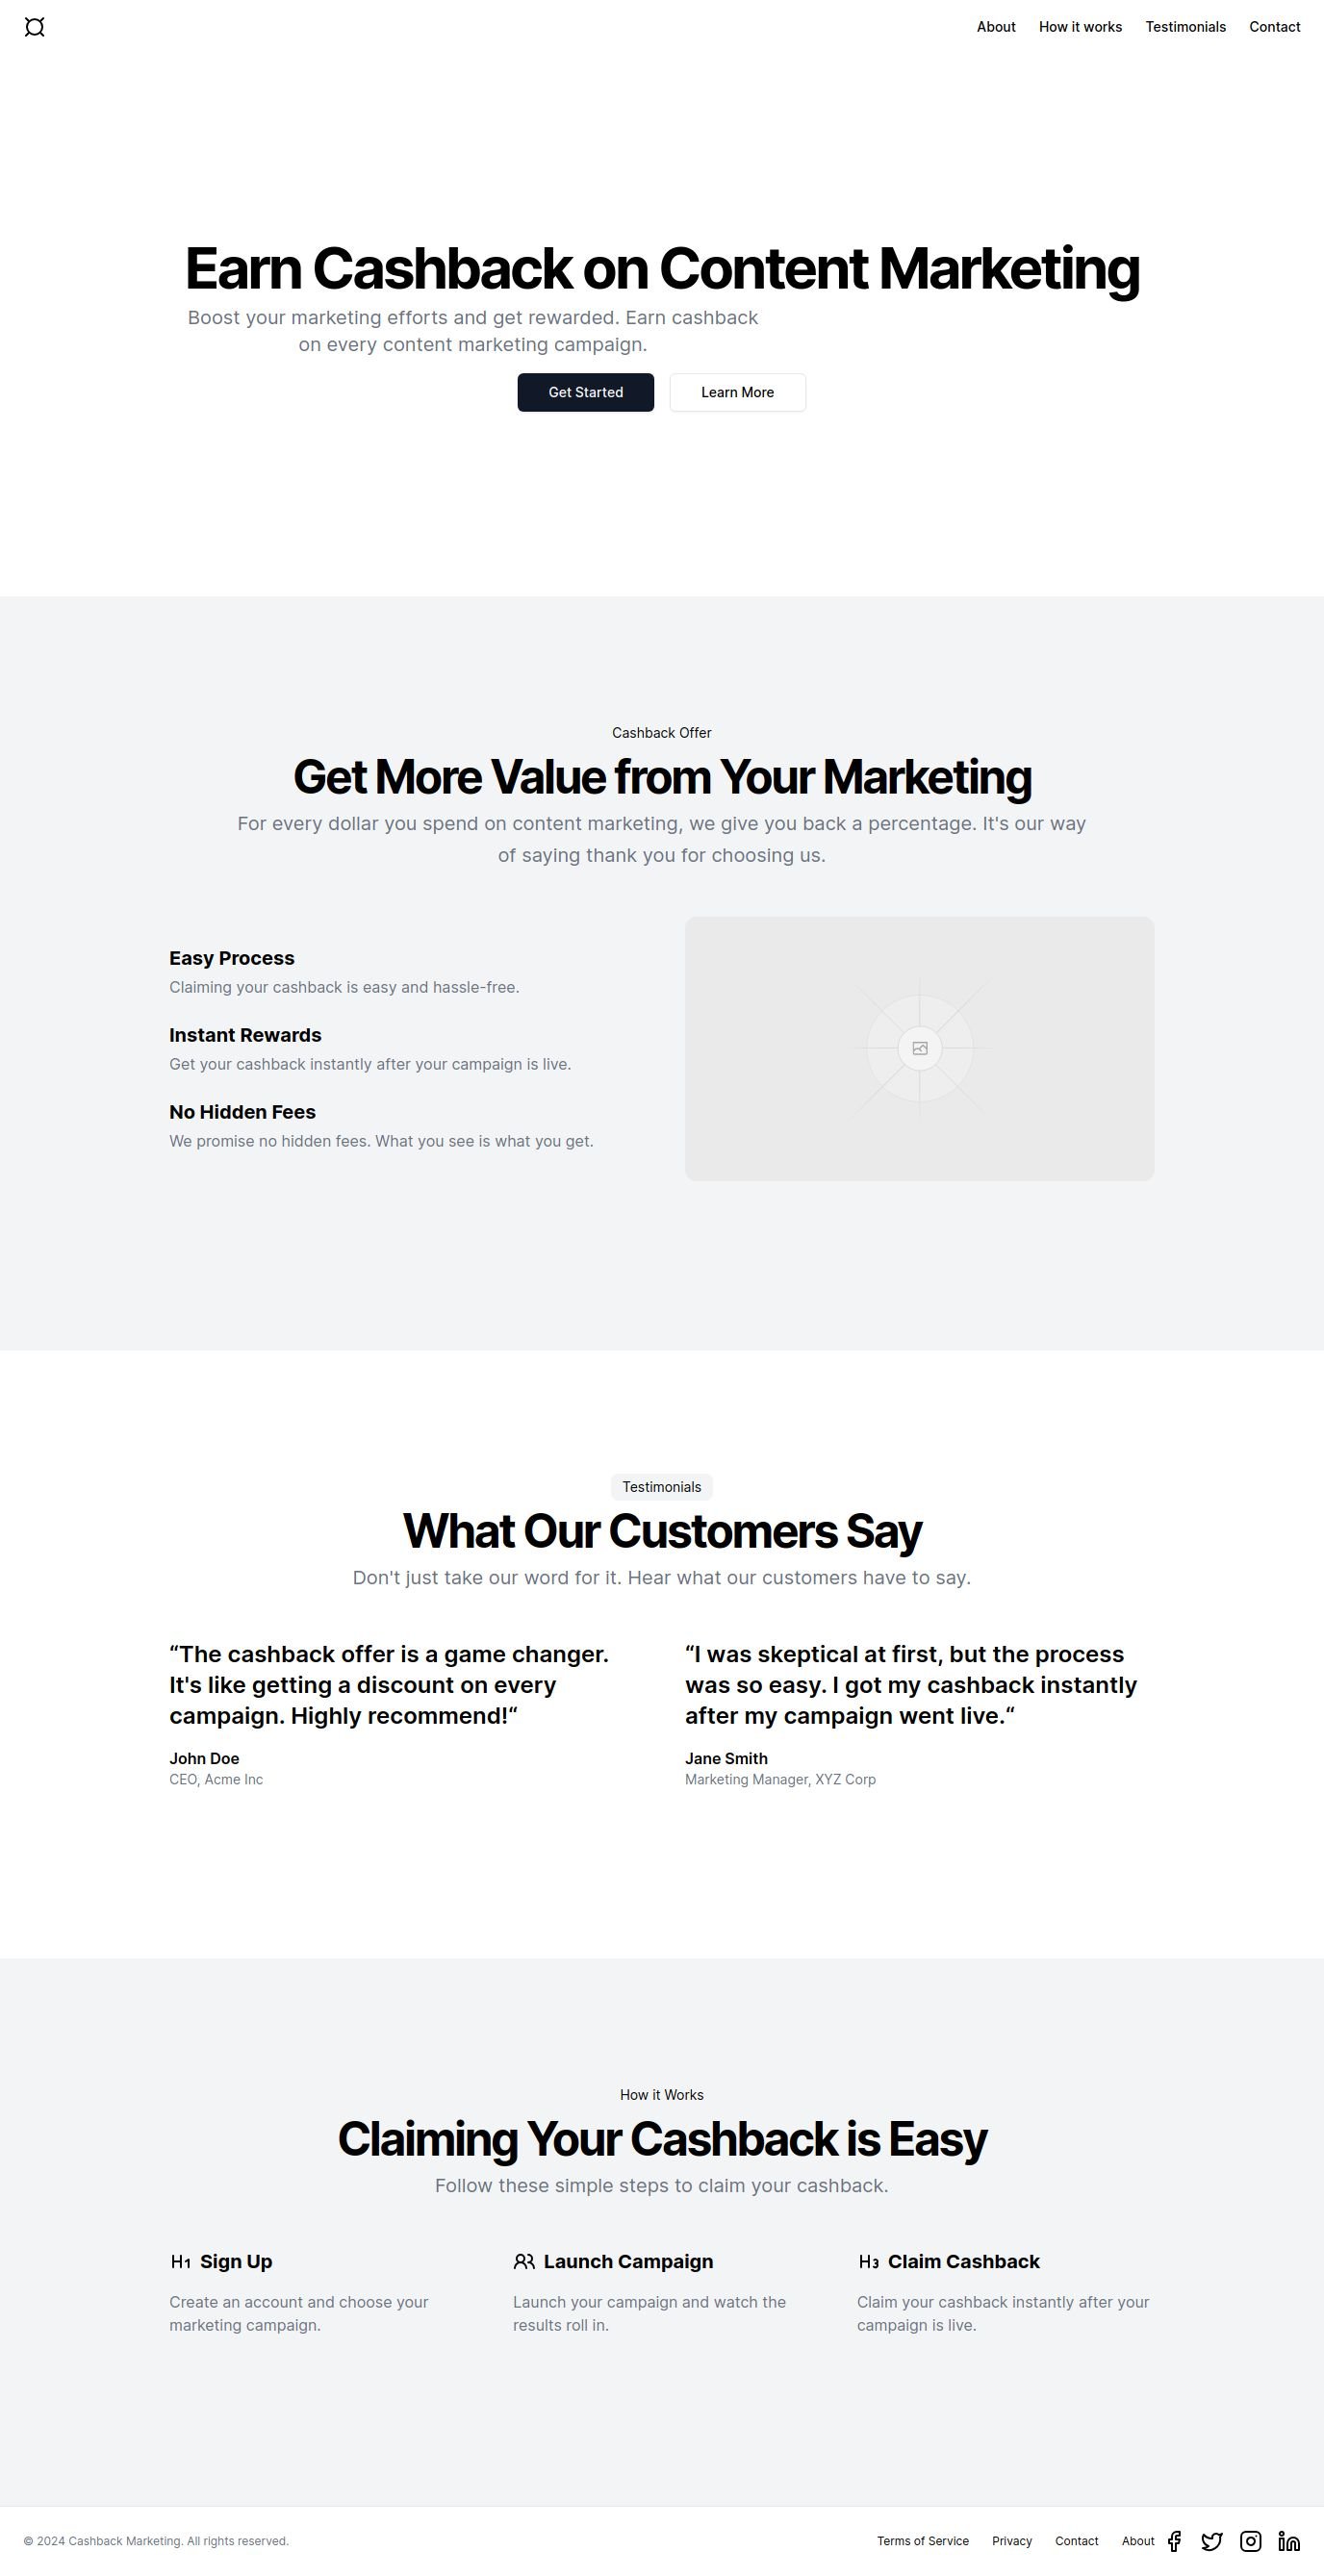 About How it works Testimonials Contact
Earn Cashback on Content Marketing
Boost your marketing efforts and get rewarded. Earn cashback
on every content marketing campaign.
Get Started Learn More
Cashback Offer
Get More Value from Your Marketing
For every dollar you spend on content marketing, we give you back a percentage. It's our way
of saying thank you for choosing us.
Easy Process
Claiming your cashback is easy and hassle-free.
Instant Rewards
Get your cashback instantly after your campaign is live.
No Hidden Fees
We promise no hidden fees. What you see is what you get.
Testimonials
What Our Customers Say
Don't just take our word for it. Hear what our customers have to say.
“The cashback offer is a game changer.
It's like getting a discount on every
campaign. Highly recommend!“
John Doe
CEO, Acme Inc
“I was skeptical at first, but the process
was so easy. I got my cashback instantly
after my campaign went live.“
Jane Smith
Marketing Manager, XYZ Corp
How it Works
Claiming Your Cashback is Easy
Follow these simple steps to claim your cashback.
H1 Sign Up
Create an account and choose your
marketing campaign.
Launch Campaign
Launch your campaign and watch the
results roll in.
H3 Claim Cashback
Claim your cashback instantly after your
campaign is live.
© 2024 Cashback Marketing. All rights reserved.
Terms of Service Privacy Contact About